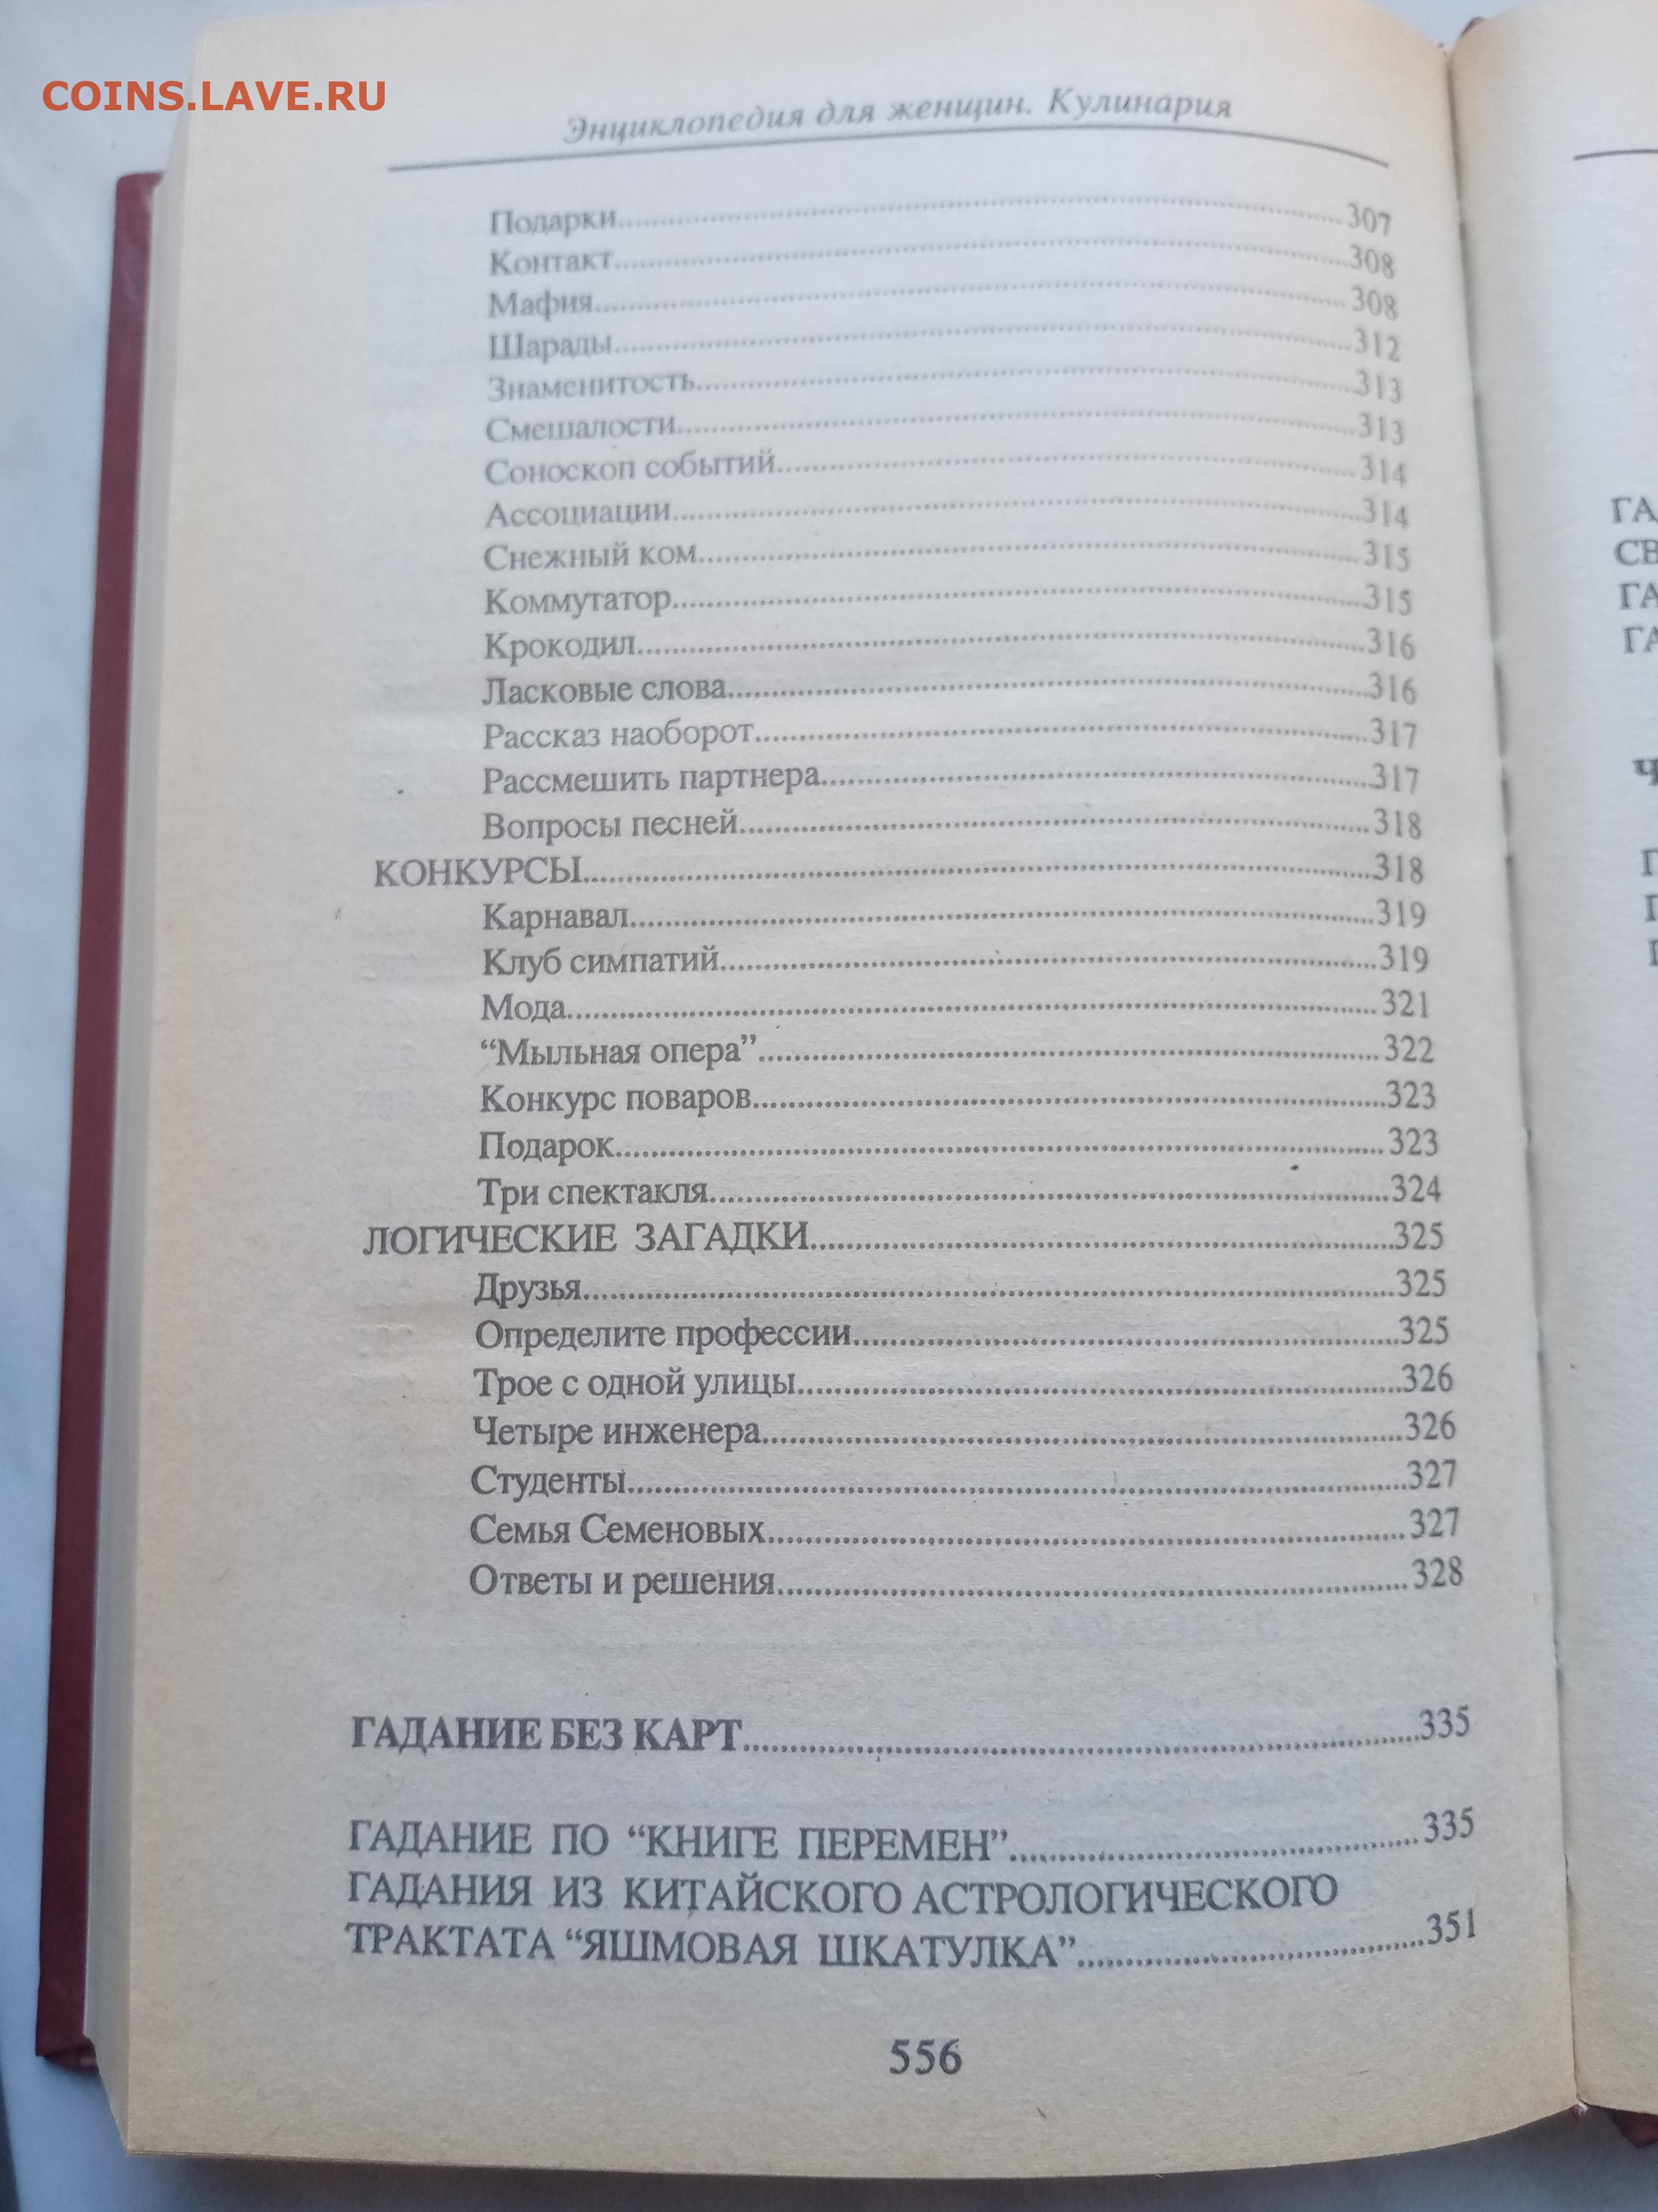 COINS.LAVE.RU
Энциклопедия для женщин. Кулинария
Подарки 307
Контакт 308
Мафия 308
Шарады 312
Знаменитость 313
Смешалости 313
Соноскоп событий 314
Ассоциации 314
Снежный ком 315
Коммутатор 315
Крокодил 316
Ласковые слова 316
Рассказ наоборот 317
Рассмешить партнера 317
Вопросы песней 318
КОНКУРСЫ 318
Карнавал 319
Клуб симпатий 319
Мода 321
“Мыльная опера” 322
Конкурс поваров 323
Подарок 323
Три спектакля 324
ЛОГИЧЕСКИЕ ЗАГАДКИ 325
Друзья 325
Определите профессии 325
Трое с одной улицы 326
Четыре инженера 326
Студенты 327
Семья Семеновых 327
Ответы и решения 328
ГАДАНИЕ БЕЗ КАРТ 335
ГАДАНИЕ ПО “КНИГЕ ПЕРЕМЕН” 335
ГАДАНИЯ ИЗ КИТАЙСКОГО АСТРОЛОГИЧЕСКОГО
ТРАКТАТА “ЯШМОВАЯ ШКАТУЛКА” 351
556